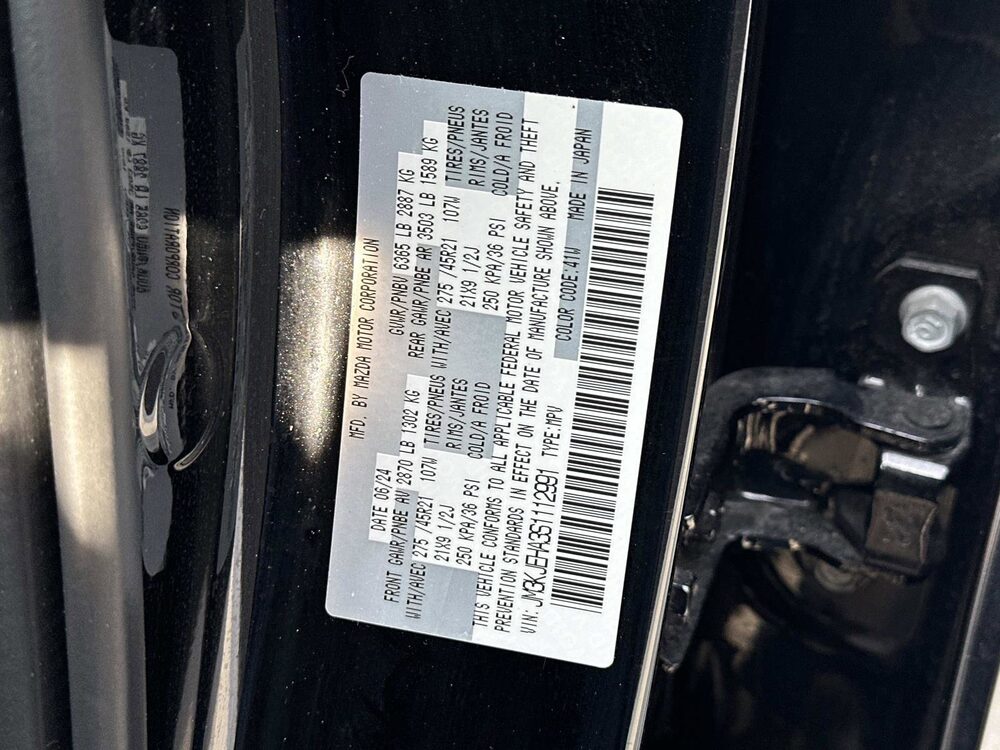 MFD. BY MAZDA MOTOR CORPORATION
DATE 06/24 GVWR/PNBV 6365 LB 2887 KG
FRONT GAWR/PNBE AV 2870 LB 1302 KG REAR GAWR/PNBE AR 3503 LB 1589 KG
WITH/AVEC 275 /45R21 107W TIRES/PNEUS WITH/AVEC 275 /45R21 107W TIRES/PNEUS
21X9 1/2J RIMS/JANTES 21X9 1/2J RIMS/JANTES
250 KPA/36 PSI COLD/A FROID 250 KPA/36 PSI COLD/A FROID
THIS VEHICLE CONFORMS TO ALL APPLICABLE FEDERAL MOTOR VEHICLE SAFETY AND THEFT
PREVENTION STANDARDS IN EFFECT ON THE DATE OF MANUFACTURE SHOWN ABOVE.
VIN: JM3KJEHA3S1112991 TYPE:MPV COLOR CODE:41W MADE IN JAPAN